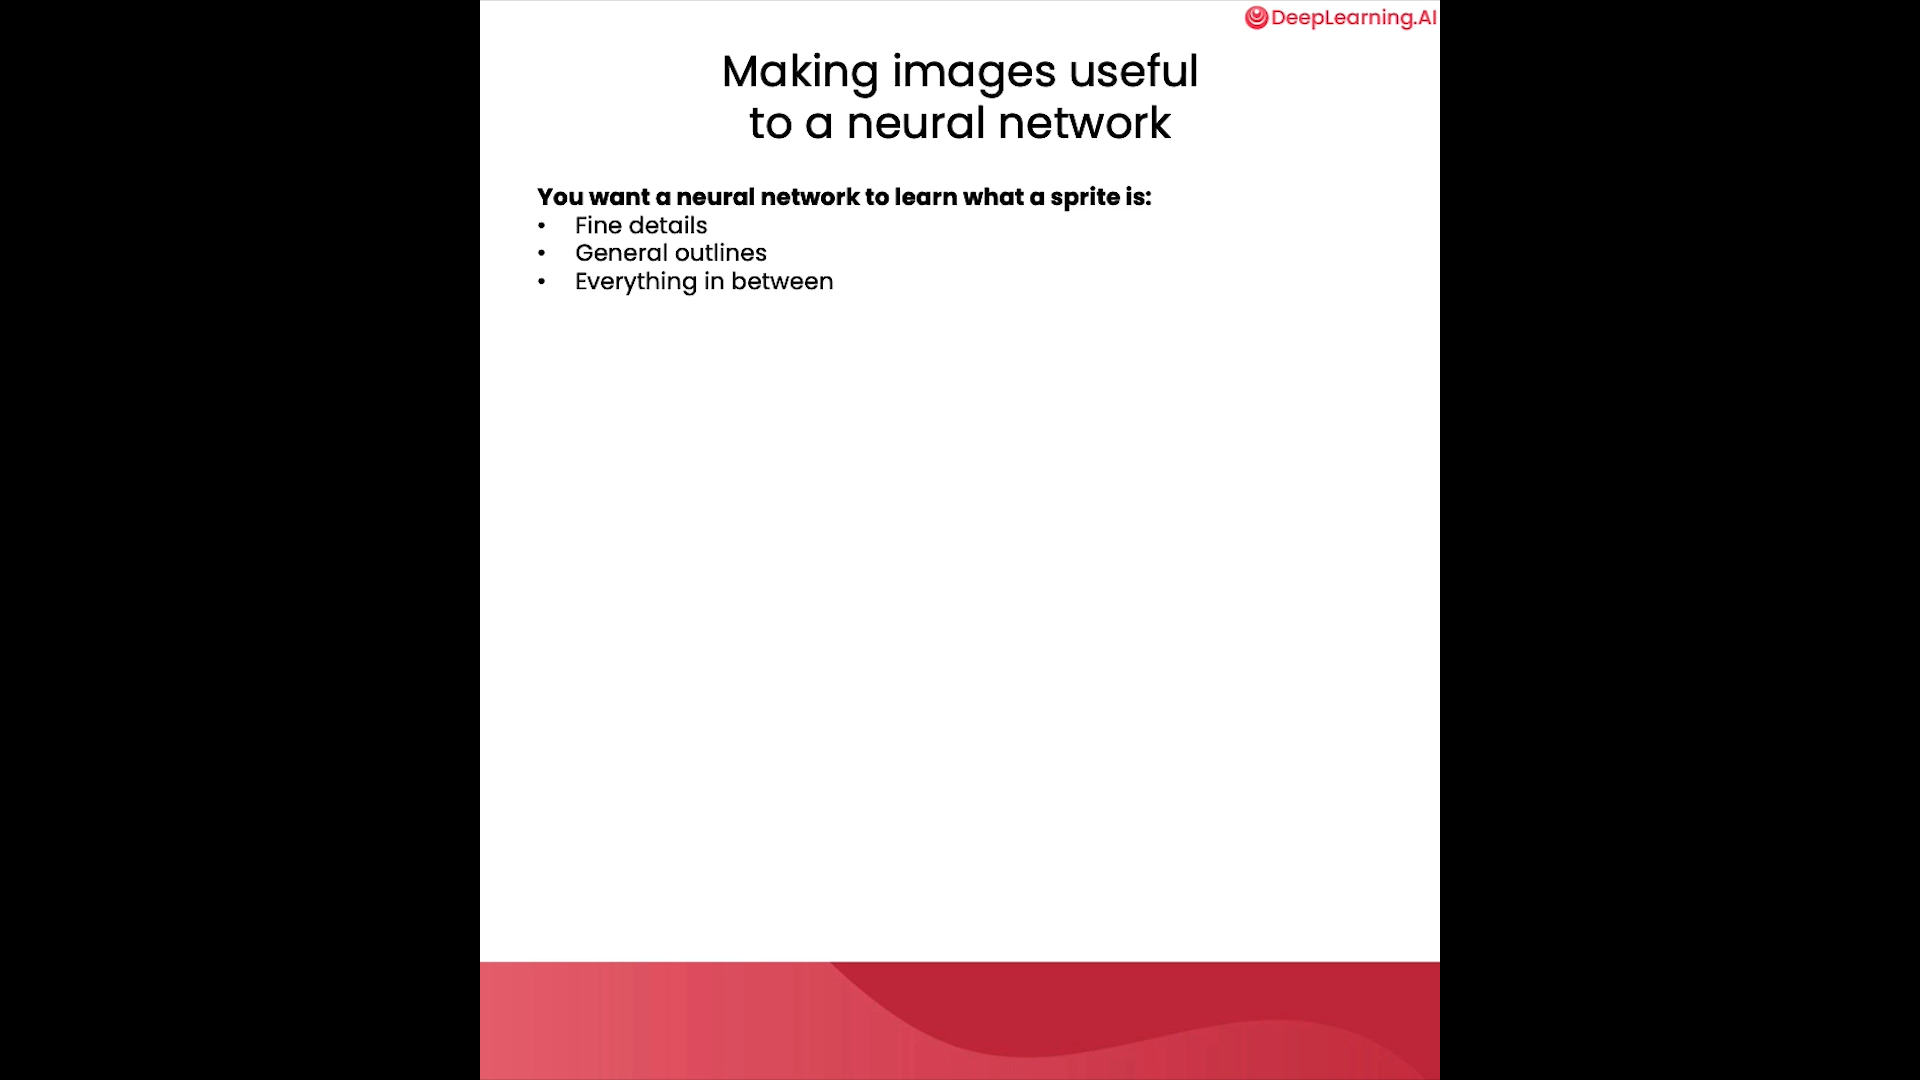 DeepLearning.AI
Making images useful
to a neural network
You want a neural network to learn what a sprite is:
• Fine details
• General outlines
• Everything in between